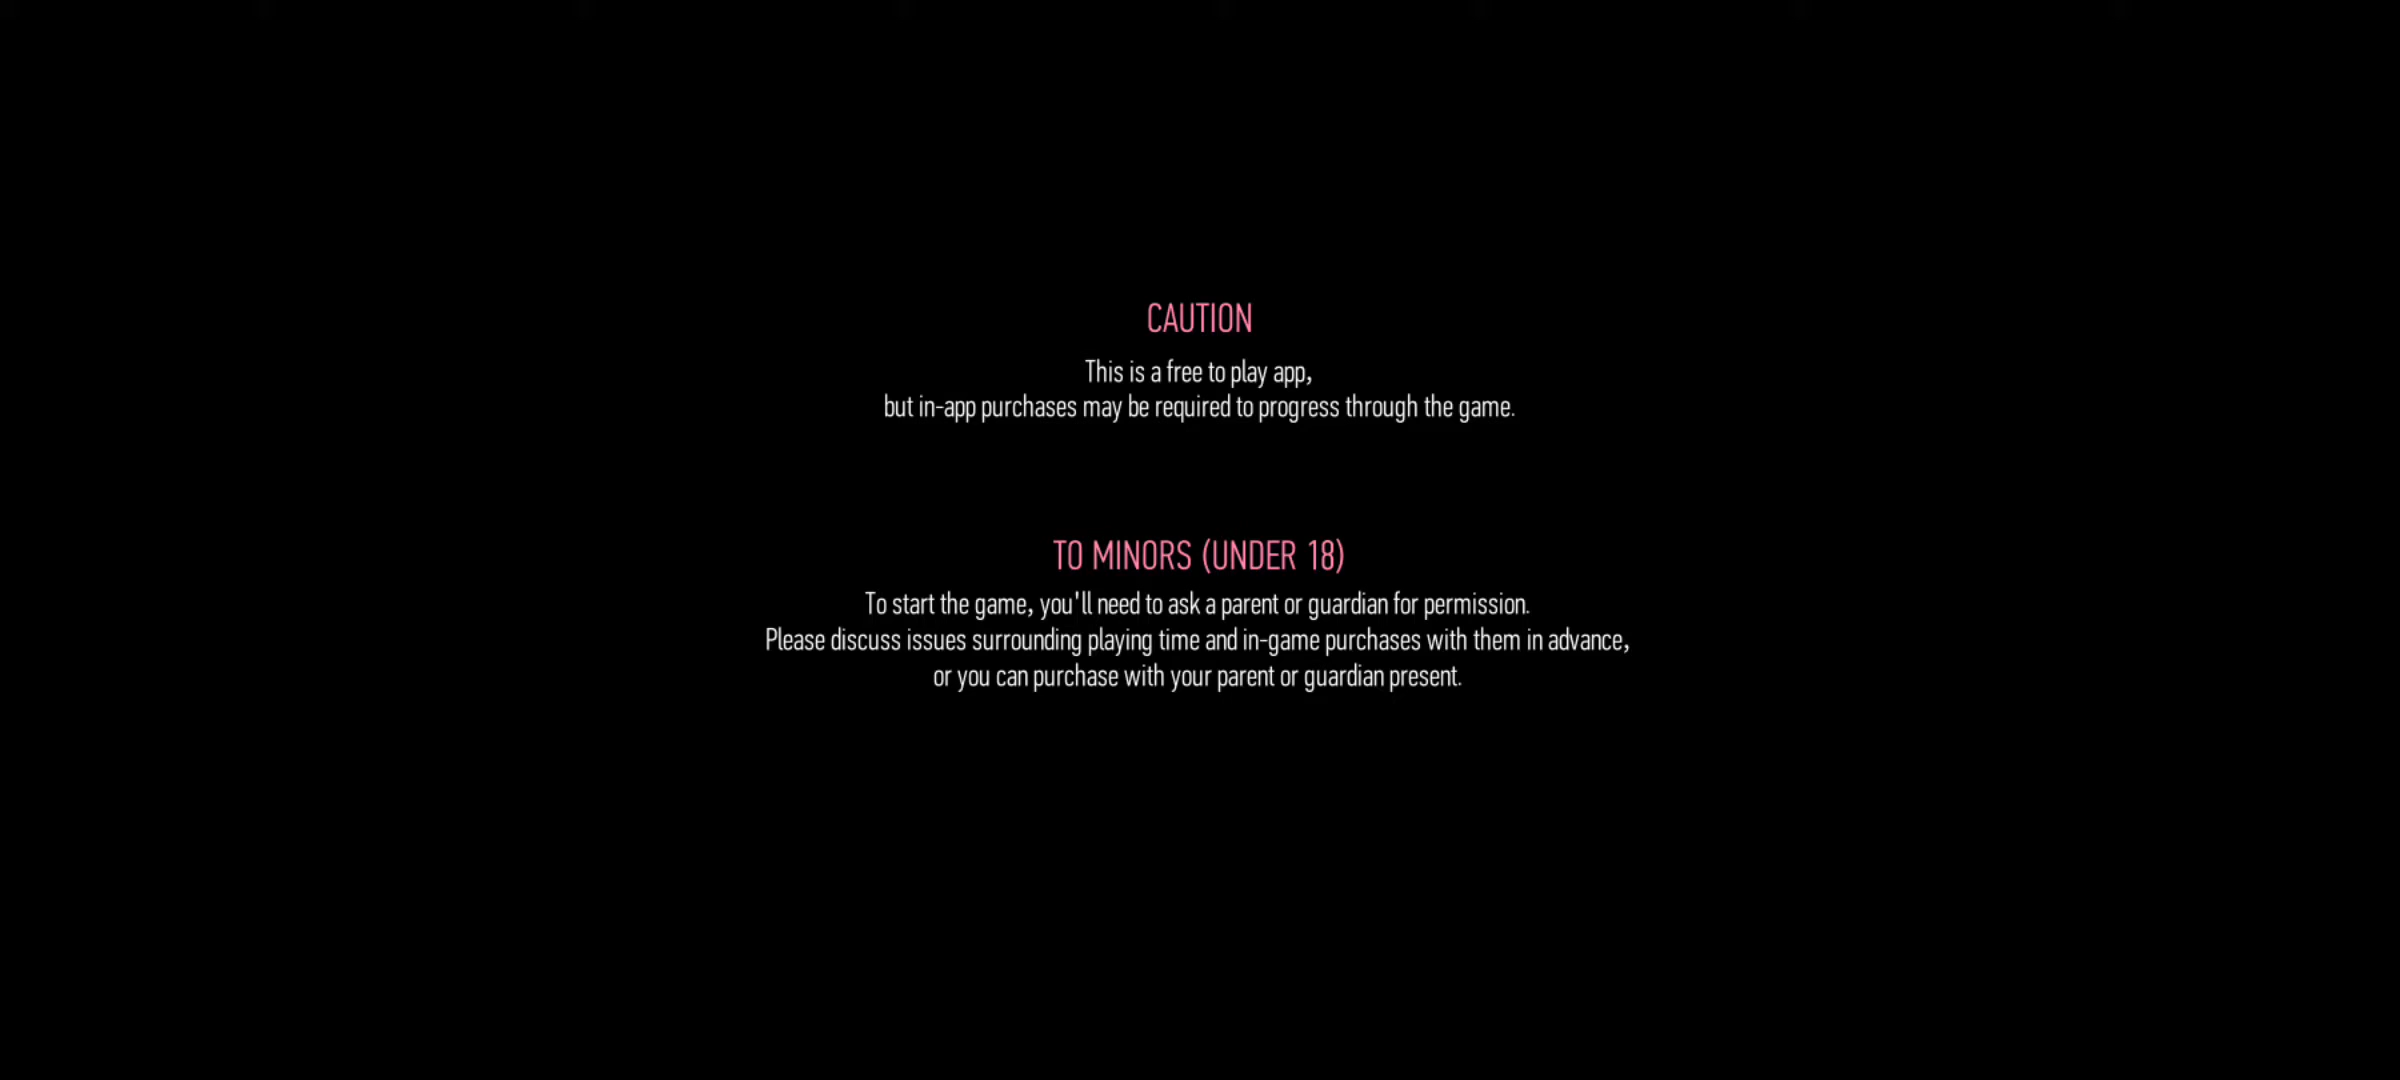 CAUTION
This is a free to play app,
but in-app purchases may be required to progress through the game.
TO MINORS (UNDER 18)
To start the game, you'll need to ask a parent or guardian for permission.
Please discuss issues surrounding playing time and in-game purchases with them in advance,
or you can purchase with your parent or guardian present.